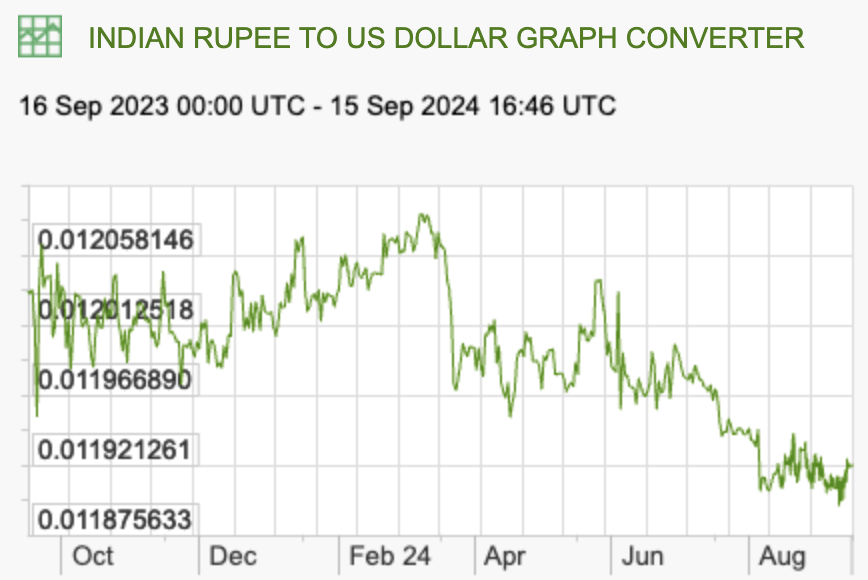 INDIAN RUPEE TO US DOLLAR GRAPH CONVERTER
16 Sep 2023 00:00 UTC - 15 Sep 2024 16:46 UTC
0.012058146
0.012012518
0.011966890
0.011921261
0.011875633
Oct Dec Feb 24 Apr Jun Aug